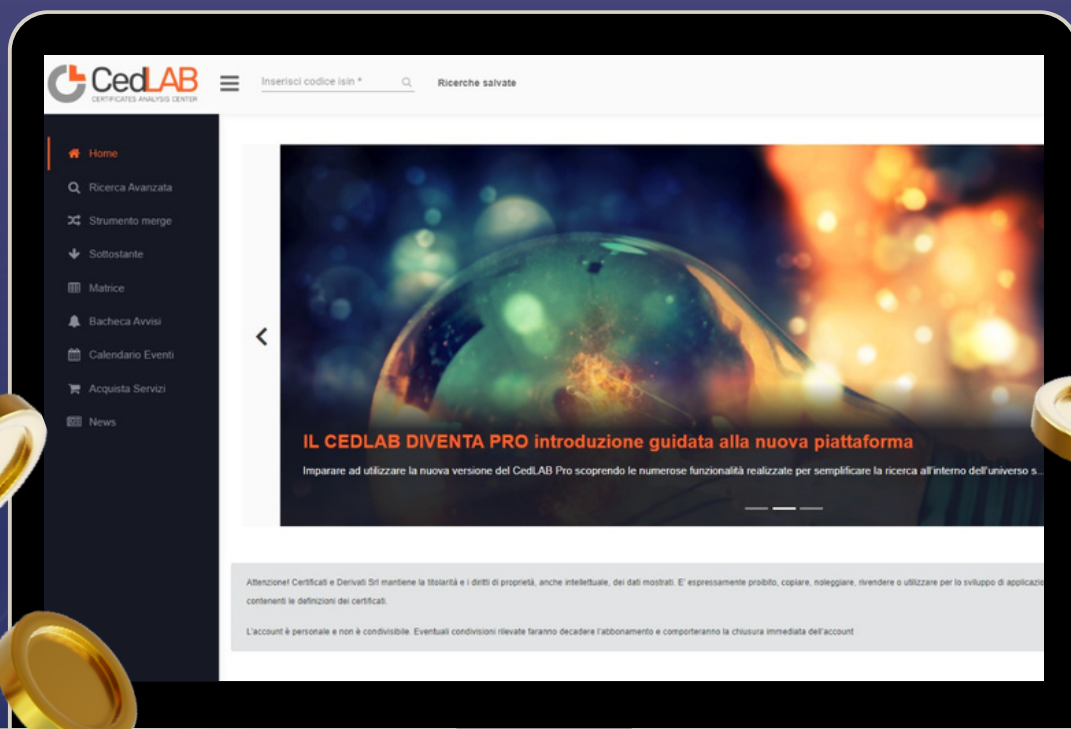 CedLAB
CERTIFICATES ANALYSIS CENTER
Inserisci codice isin *
Ricerche salvate
Home
Ricerca Avanzata
Strumento merge
Sottostante
Matrice
Bacheca Avvisi
Calendario Eventi
Acquista Servizi
News
IL CEDLAB DIVENTA PRO introduzione guidata alla nuova piattaforma
Imparare ad utilizzare la nuova versione del CedLAB Pro scoprendo le numerose funzionalità realizzate per semplificare la ricerca all'interno dell'universo s...
Attenzione! Certificati e Derivati Srl mantiene la titolarità e i diritti di proprietà, anche intellettuale, dei dati mostrati. E' espressamente proibito, copiare, noleggiare, rivendere o utilizzare per lo sviluppo di applicazio
contenenti le definizioni dei certificati.
L'account è personale e non è condivisibile. Eventuali condivisioni rilevate faranno decadere l'abbonamento e comporteranno la chiusura immediata dell'account